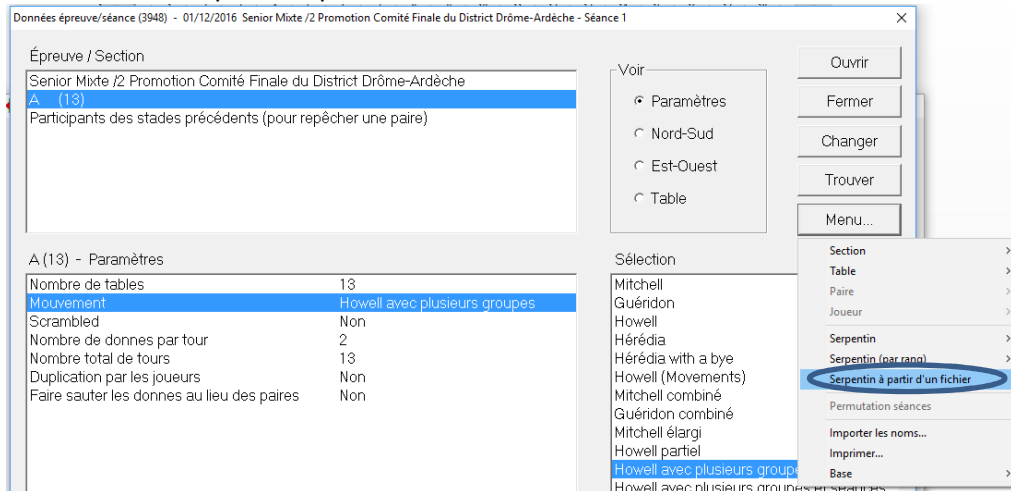 Données épreuve/séance (3948) - 01/12/2016 Senior Mixte /2 Promotion Comité Finale du District Drôme-Ardèche - Séance 1
Épreuve / Section
Senior Mixte /2 Promotion Comité Finale du District Drôme-Ardèche
A (13)
Participants des stades précédents (pour repêcher une paire)
Voir
Paramètres
Nord-Sud
Est-Ouest
Table
Ouvrir
Fermer
Changer
Trouver
Menu...
A (13) - Paramètres
Nombre de tables 13
Mouvement Howell avec plusieurs groupes
Scrambled Non
Nombre de donnes par tour 2
Nombre total de tours 13
Duplication par les joueurs Non
Faire sauter les donnes au lieu des paires Non
Sélection
Mitchell
Guéridon
Howell
Hérédia
Hérédia with a bye
Howell (Movements)
Mitchell combiné
Guéridon combiné
Mitchell élargi
Howell partiel
Howell avec plusieurs groupe
Howell avec plusieurs groupes et séances
Section
Table
Paire
Joueur
Serpentin
Serpentin (par rang)
Serpentin à partir d'un fichier
Permutation séances
Importer les noms...
Imprimer...
Base